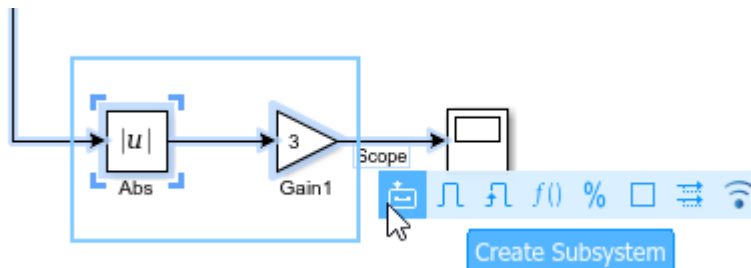 |u|
3
Scope
Abs
Gain1
f()
%
Create Subsystem